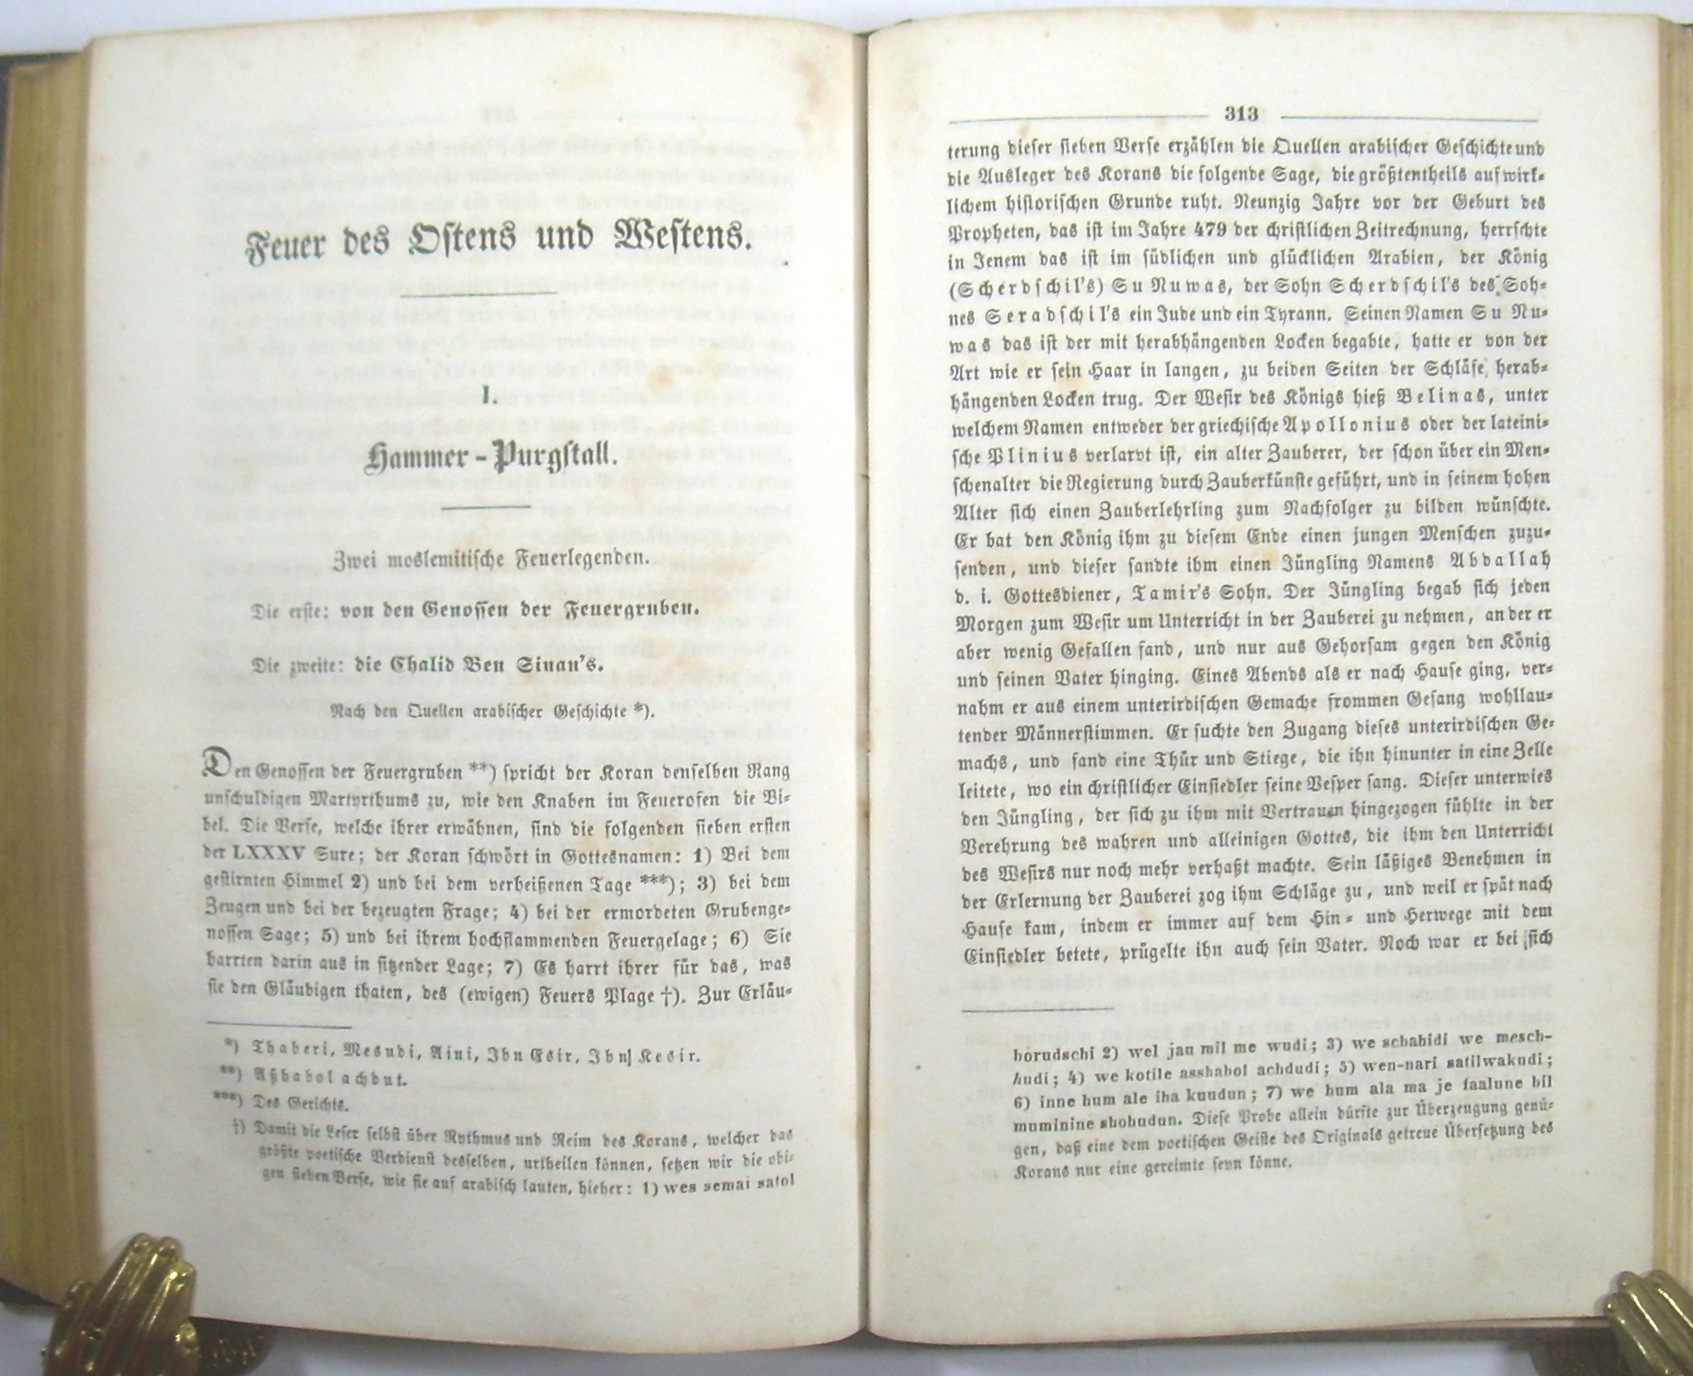 Feuer des Ostens und Westens.
I.
Hammer-Purgstall.
Zwei moslemitische Feuerlegenden.
Die erste: von den Genossen der Feuergruben.
Die zweite: die Chalid Ben Sinan's.
Nach den Quellen arabischer Geschichte *).
Den Genossen der Feuergruben **) spricht der Koran denselben Rang
unschuldigen Martyrthums zu, wie den Knaben im Feuerofen die Bi-
bel. Die Verse, welche ihrer erwähnen, sind die folgenden sieben ersten
der LXXXV Sure; der Koran schwört in Gottesnamen: 1) Bei dem
gestirnten Himmel 2) und bei dem verheißenen Tage ***); 3) bei dem
Zeugen und bei der bezeugten Frage; 4) bei der ermordeten Grubenge-
nossen Sage; 5) und bei ihrem hochflammenden Feuergelage; 6) Sie
harrten darin aus in sitzender Lage; 7) Es harrt ihrer für das, was
sie den Gläubigen thaten, des (ewigen) Feuers Plage †). Zur Erläu-
*) Thaberi, Mesudi, Aini, Ibn Esir, Ibn Kesir.
**) Aßhabol achdut.
***) Des Gerichts.
†) Damit die Leser selbst über Rythmus und Reim des Korans, welcher das
größte poetische Verdienst desselben, urtheilen können, setzen wir die obi-
gen sieben Verse, wie sie auf arabisch lauten, hieher: 1) wes semai satol
313
terung dieser sieben Verse erzählen die Quellen arabischer Geschichte und
die Ausleger des Korans die folgende Sage, die größtentheils auf wirk-
lichem historischen Grunde ruht. Neunzig Jahre vor der Geburt des
Propheten, das ist im Jahre 479 der christlichen Zeitrechnung, herrschte
in Jenem das ist im südlichen und glücklichen Arabien, der König
(Scherdschil's) Su Nuwas, der Sohn Scherdschil's des Soh-
nes Seradschil's ein Jude und ein Tyrann. Seinen Namen Su Nu-
was das ist der mit herabhängenden Locken begabte, hatte er von der
Art wie er sein Haar in langen, zu beiden Seiten der Schläfe, herab-
hängenden Locken trug. Der Wesir des Königs hieß Belinas, unter
welchem Namen entweder der griechische Apollonius oder der lateini-
sche Plinius verlarvt ist, ein alter Zauberer, der schon über ein Men-
schenalter die Regierung durch Zauberkünste geführt, und in seinem hohen
Alter sich einen Zauberlehrling zum Nachfolger zu bilden wünschte.
Er bat den König ihm zu diesem Ende einen jungen Menschen zuzu-
senden, und dieser sandte ihm einen Jüngling Namens Abdallah
d. i. Gottesdiener, Tamir's Sohn. Der Jüngling begab sich jeden
Morgen zum Wesir um Unterricht in der Zauberei zu nehmen, an der er
aber wenig Gefallen fand, und nur aus Gehorsam gegen den König
und seinen Vater hinging. Eines Abends als er nach Hause ging, ver-
nahm er aus einem unterirdischen Gemache frommen Gesang wohllau-
tender Männerstimmen. Er suchte den Zugang dieses unterirdischen Ge-
machs, und fand eine Thür und Stiege, die ihn hinunter in eine Zelle
leitete, wo ein christlicher Einsiedler seine Vesper sang. Dieser unterwies
den Jüngling, der sich zu ihm mit Vertrauen hingezogen fühlte in der
Verehrung des wahren und alleinigen Gottes, die ihm den Unterricht
des Wesirs nur noch mehr verhaßt machte. Sein läßiges Benehmen in
der Erlernung der Zauberei zog ihm Schläge zu, und weil er spät nach
Hause kam, indem er immer auf dem Hin- und Herwege mit dem
Einsiedler betete, prügelte ihn auch sein Vater. Noch war er bei sich
borudschi 2) wel jau mil me wudi; 3) we schahidi we mesch-
hudi; 4) we kotile asshabol achdudi; 5) wen-nari satilwakudi;
6) inne hum ale iha kuudun; 7) we hum ala ma je faalune bil
muminine shohudun. Diese Probe allein dürfte zur Überzeugung genü-
gen, daß eine dem poetischen Geiste des Originals getreue Übersetzung des
Korans nur eine gereimte seyn könne.